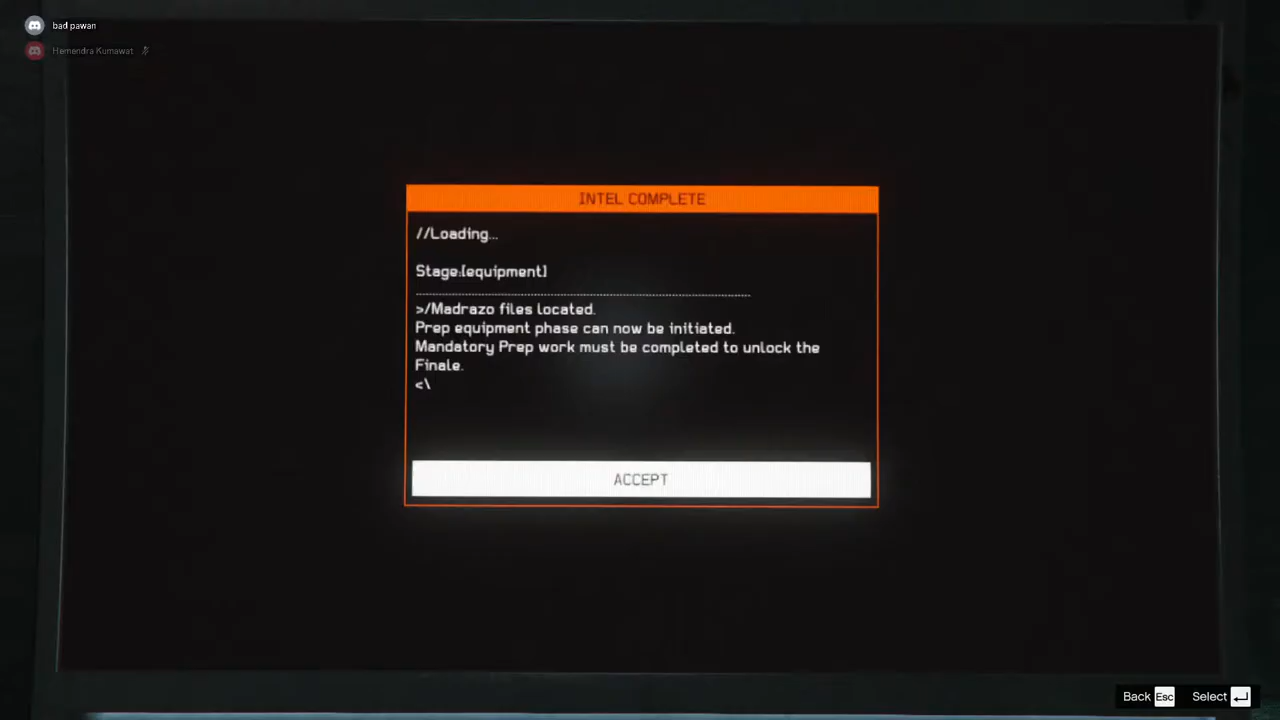 bad pawan
Hemendra Kumawat
INTEL COMPLETE
//Loading...
Stage:[equipment]
>/Madrazo files located.
Prep equipment phase can now be initiated.
Mandatory Prep work must be completed to unlock the
Finale.
<\
ACCEPT
Back Esc Select